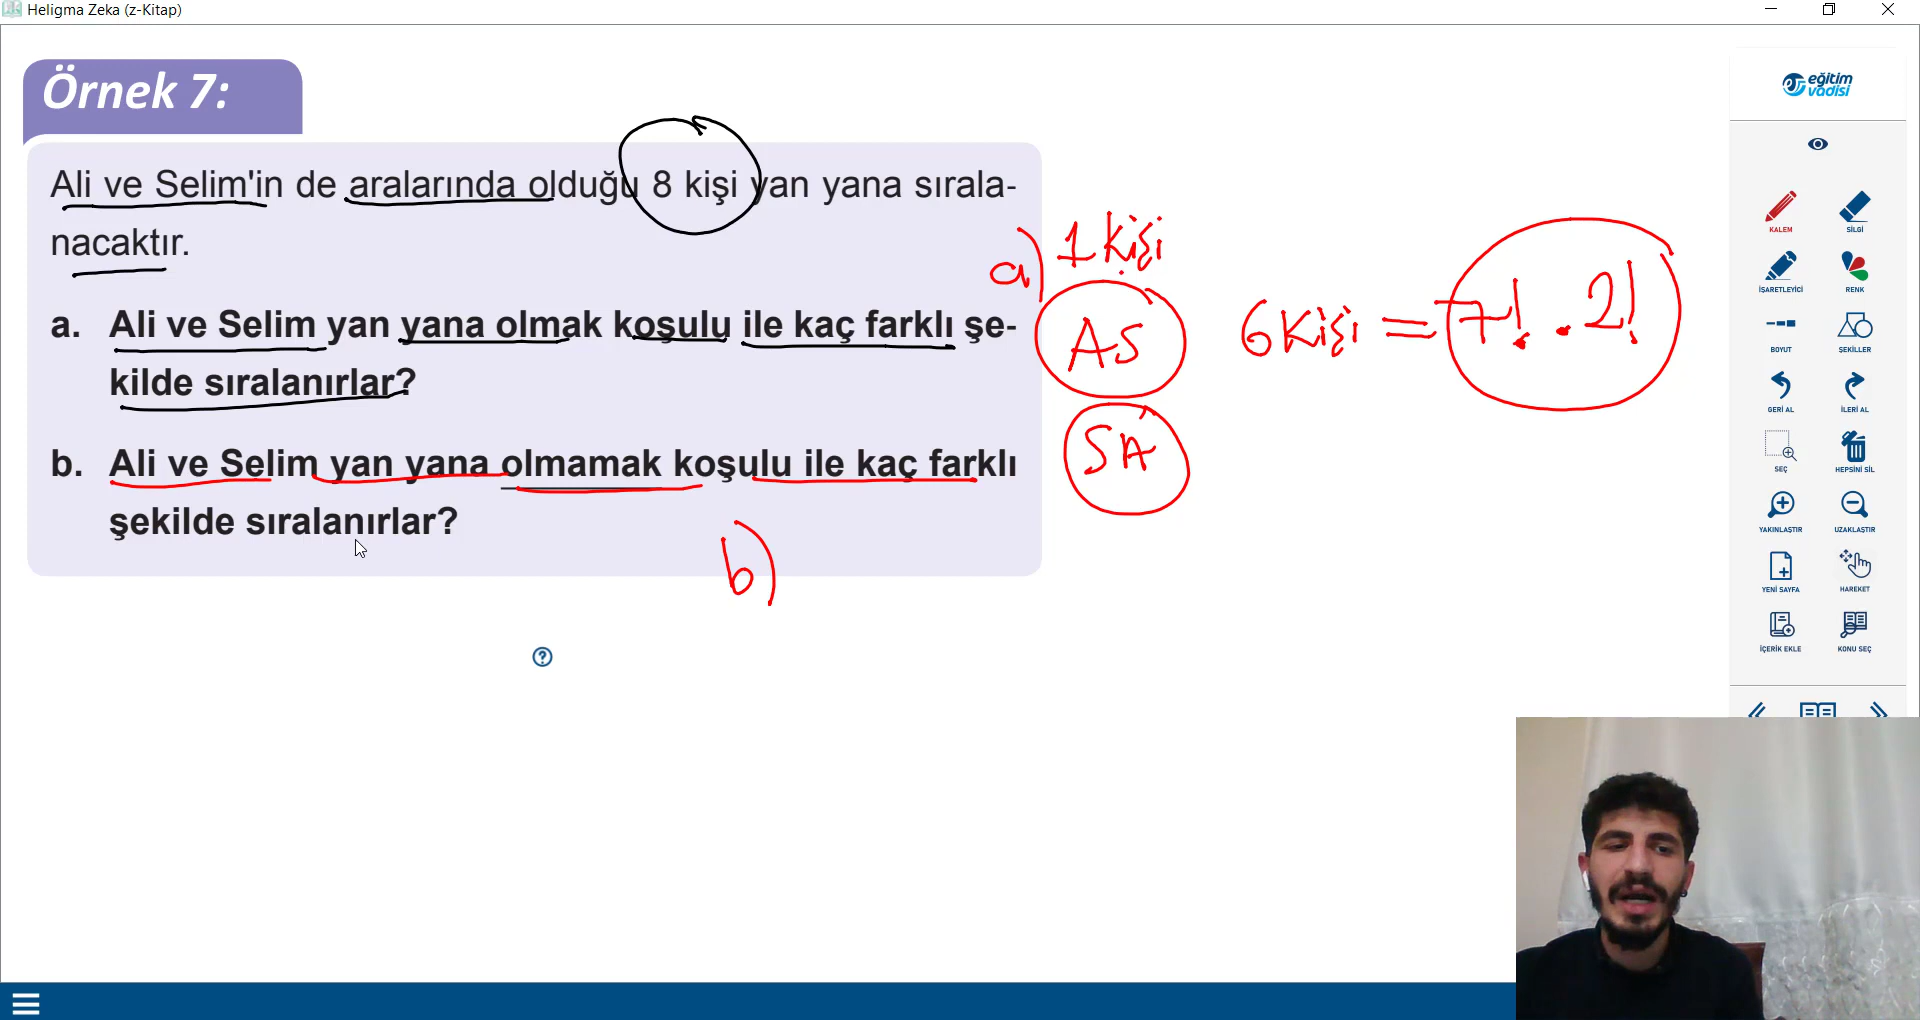 Heligma Zeka (z-Kitap)
Örnek 7:
Ali ve Selim'in de aralarında olduğu 8 kişi yan yana sırala-
nacaktır.
a. Ali ve Selim yan yana olmak koşulu ile kaç farklı şe-
kilde sıralanırlar?
b. Ali ve Selim yan yana olmamak koşulu ile kaç farklı
şekilde sıralanırlar?
a) 1 kişi
AS 6 kişi = 7! . 2!
SA
b)
eğitim
vadisi
KALEM SİLGİ
İŞARETLEYİCİ RENK
BOYUT ŞEKİLLER
GERİ AL İLERİ AL
SEÇ HEPSİNİ SİL
YAKINLAŞTIR UZAKLAŞTIR
YENİ SAYFA HAREKET
İÇERİK EKLE KONU SEÇ